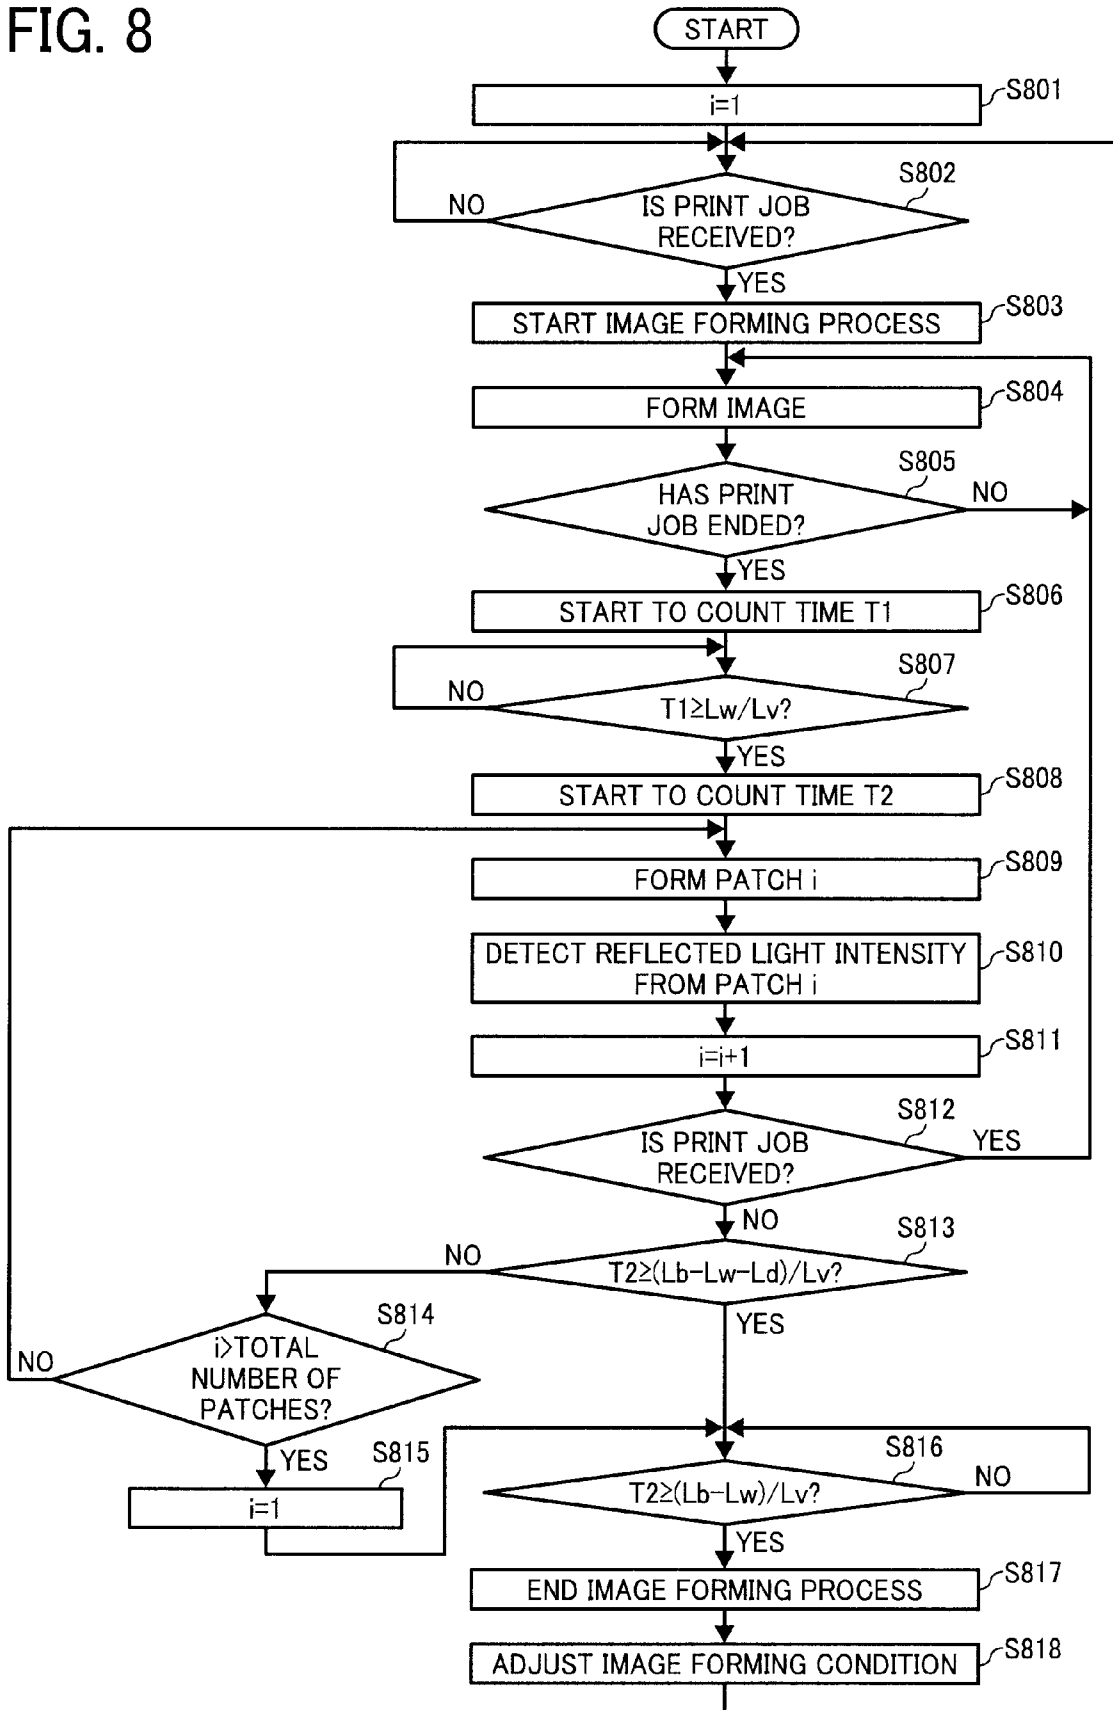 FIG. 8
START
i=1
S801
S802
IS PRINT JOB
RECEIVED?
NO
YES
START IMAGE FORMING PROCESS
S803
FORM IMAGE
S804
S805
HAS PRINT
JOB ENDED?
NO
YES
START TO COUNT TIME T1
S806
S807
T1≥Lw/Lv?
NO
YES
START TO COUNT TIME T2
S808
FORM PATCH i
S809
DETECT REFLECTED LIGHT INTENSITY
FROM PATCH i
S810
i=i+1
S811
S812
IS PRINT JOB
RECEIVED?
YES
NO
S813
T2≥(Lb-Lw-Ld)/Lv?
NO
YES
S814
i>TOTAL
NUMBER OF
PATCHES?
NO
YES
S815
i=1
S816
T2≥(Lb-Lw)/Lv?
NO
YES
END IMAGE FORMING PROCESS
S817
ADJUST IMAGE FORMING CONDITION
S818